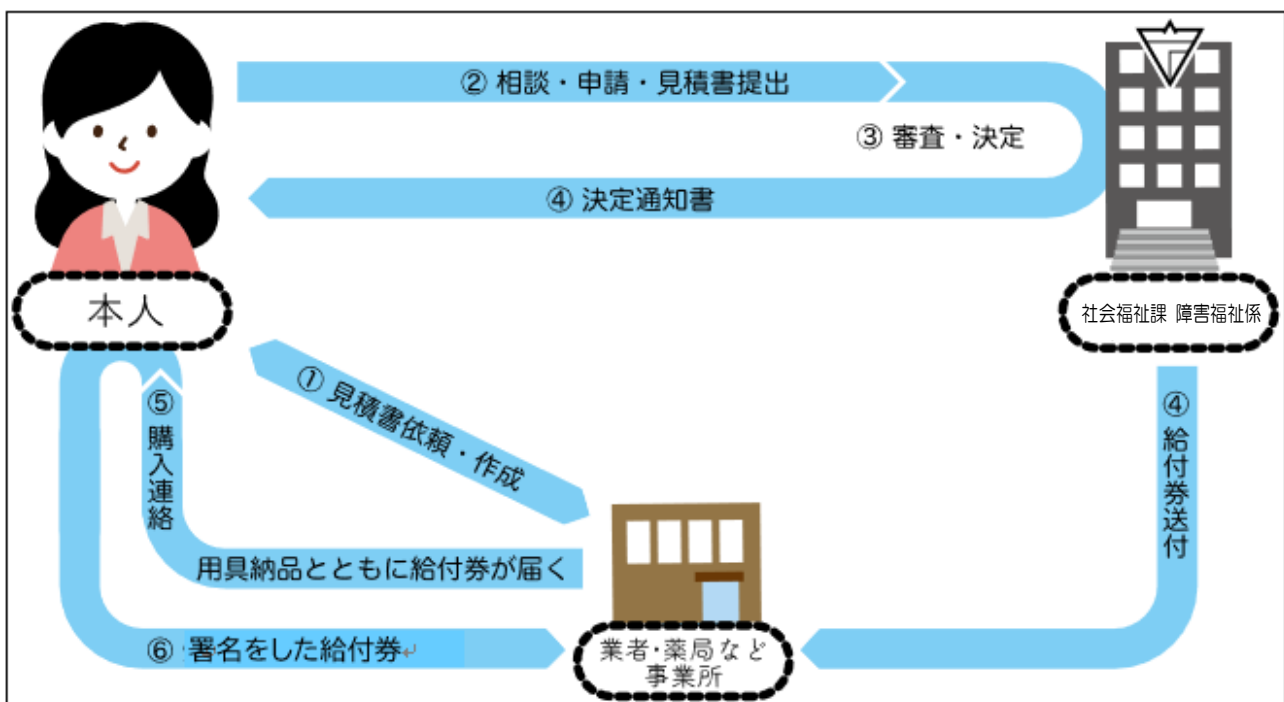 ② 相談・申請・見積書提出
③ 審査・決定
④ 決定通知書
本人
社会福祉課 障害福祉係
① 見積書依頼・作成
⑤ 購入連絡
④ 給付券送付
用具納品とともに給付券が届く
⑥ 署名をした給付券↵
業者・薬局など
事業所